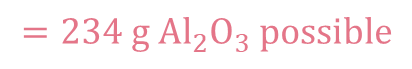 = 234 g Al₂O₃ possible